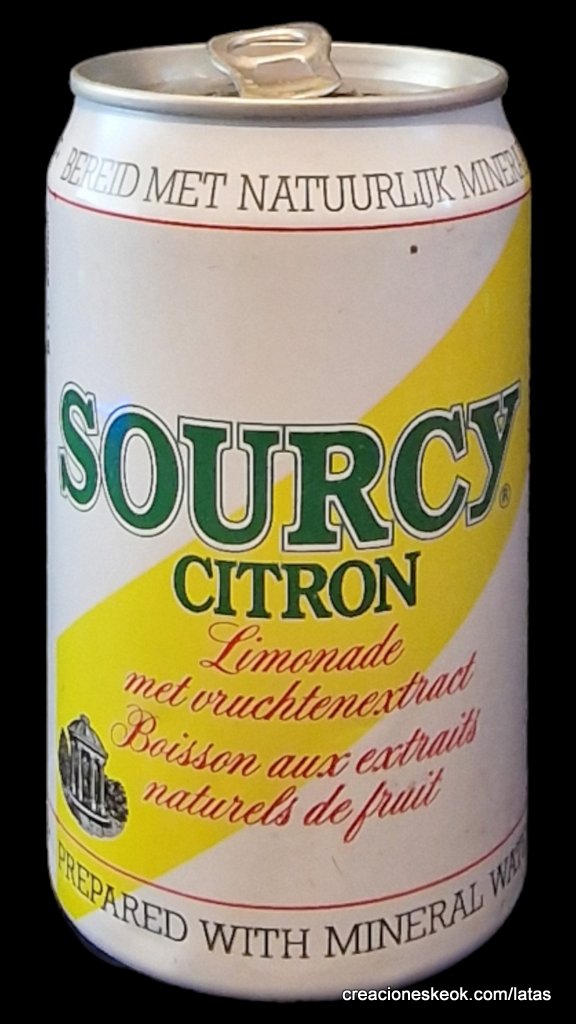 BEREID MET NATUURLIJK
SOURCY®
CITRON
Limonade
met vruchtenextract
Boisson aux extraits
naturels de fruit
PREPARED WITH MINERAL
creacioneskeok.com/latas